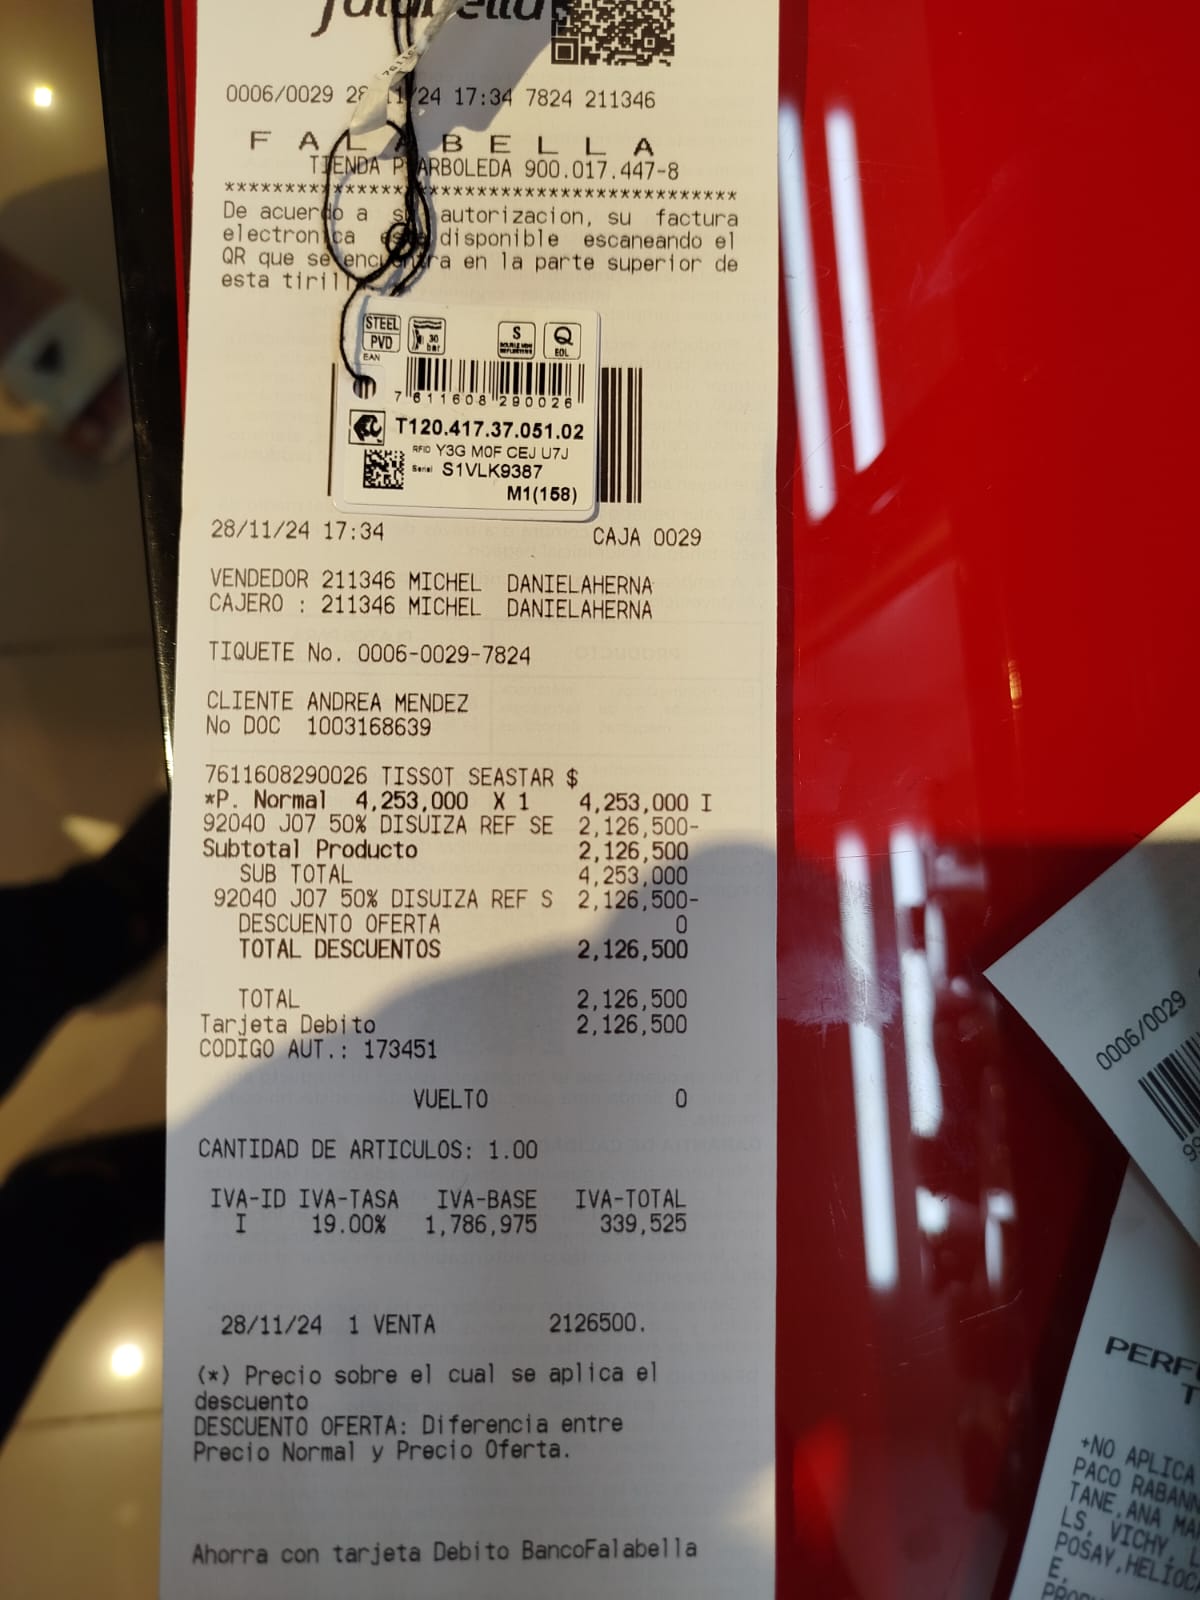 falabella
0006/0029 28/11/24 17:34 7824 211346
FALABELLA
TIENDA P ARBOLEDA 900.017.447-8
*******************************************
De acuerdo a su autorizacion, su factura
electronica esta disponible escaneando el
QR que se encuentra en la parte superior de
esta tirilla.
STEEL
PVD
30
bar
S
Q
EOL
EAN
7 611608 290026
T120.417.37.051.02
RFID Y3G M0F CEJ U7J
Serial S1VLK9387
M1(158)
28/11/24 17:34 CAJA 0029
VENDEDOR 211346 MICHEL DANIELAHERNA
CAJERO : 211346 MICHEL DANIELAHERNA
TIQUETE No. 0006-0029-7824
CLIENTE ANDREA MENDEZ
No DOC 1003168639
7611608290026 TISSOT SEASTAR $
*P. Normal 4,253,000 X 1 4,253,000 I
92040 J07 50% DISUIZA REF SE 2,126,500-
Subtotal Producto 2,126,500
SUB TOTAL 4,253,000
92040 J07 50% DISUIZA REF S 2,126,500-
DESCUENTO OFERTA 0
TOTAL DESCUENTOS 2,126,500
TOTAL 2,126,500
Tarjeta Debito 2,126,500
CODIGO AUT.: 173451
VUELTO 0
CANTIDAD DE ARTICULOS: 1.00
IVA-ID IVA-TASA IVA-BASE IVA-TOTAL
I 19.00% 1,786,975 339,525
28/11/24 1 VENTA 2126500.
(*) Precio sobre el cual se aplica el
descuento
DESCUENTO OFERTA: Diferencia entre
Precio Normal y Precio Oferta.
Ahorra con tarjeta Debito BancoFalabella
0006/0029
99
PERF
T
+NO APLICA
PACO RABANN
TANE,ANA MA
LS, VICHY, L
POSAY,HELIOC
E,